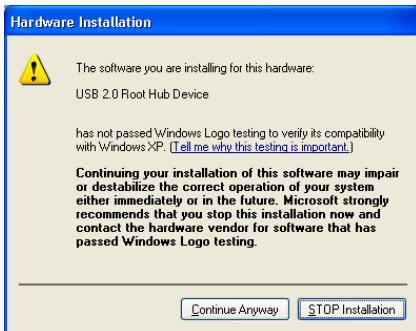 Hardware Installation
The software you are installing for this hardware:
USB 2.0 Root Hub Device
has not passed Windows Logo testing to verify its compatibility
with Windows XP. (Tell me why this testing is important.)
Continuing your installation of this software may impair
or destabilize the correct operation of your system
either immediately or in the future. Microsoft strongly
recommends that you stop this installation now and
contact the hardware vendor for software that has
passed Windows Logo testing.
Continue Anyway STOP Installation